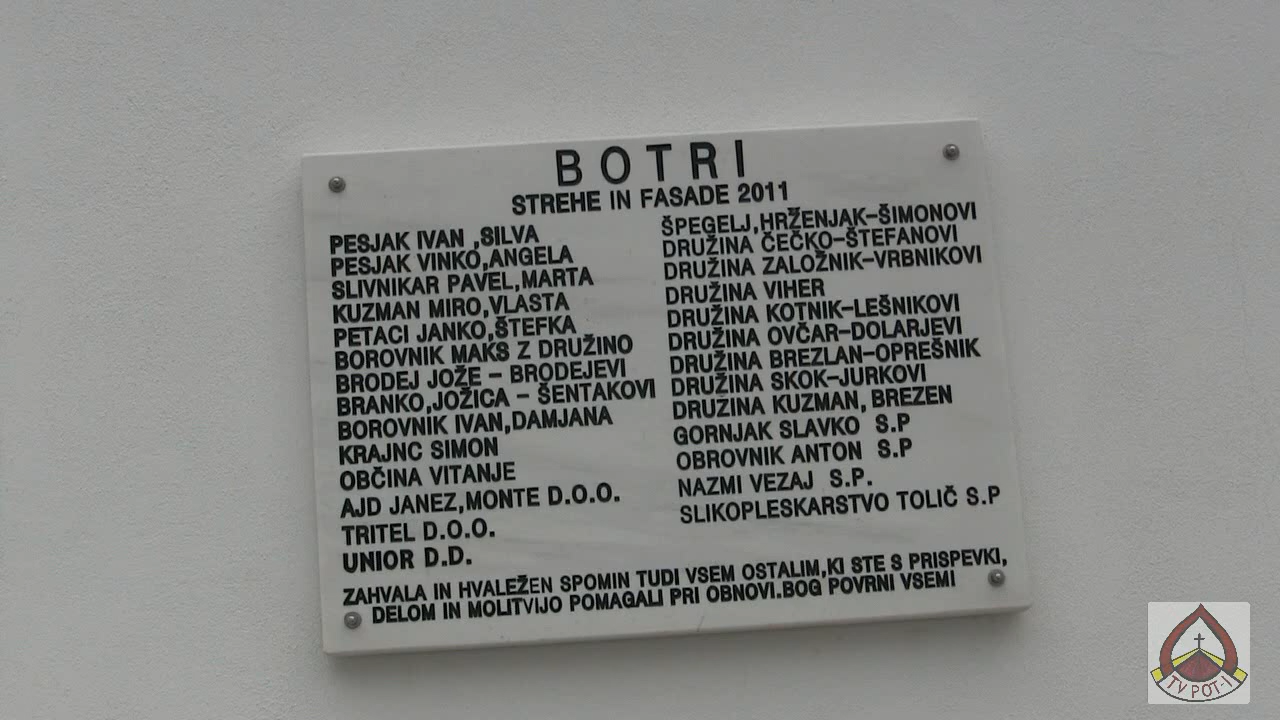 BOTRI
STREHE IN FASADE 2011
PESJAK IVAN ,SILVA
PESJAK VINKO,ANGELA
SLIVNIKAR PAVEL,MARTA
KUZMAN MIRO,VLASTA
PETACI JANKO,ŠTEFKA
BOROVNIK MAKS Z DRUŽINO
BRODEJ JOŽE – BRODEJEVI
BRANKO,JOŽICA – ŠENTAKOVI
BOROVNIK IVAN,DAMJANA
KRAJNC SIMON
OBČINA VITANJE
AJD JANEZ,MONTE D.O.O.
TRITEL D.O.O.
UNIOR D.D.
ŠPEGELJ,HRŽENJAK–ŠIMONOVI
DRUŽINA ČEČKO–ŠTEFANOVI
DRUŽINA ZALOŽNIK–VRBNIKOVI
DRUŽINA VIHER
DRUŽINA KOTNIK–LEŠNIKOVI
DRUŽINA OVČAR–DOLARJEVI
DRUŽINA BREZLAN–OPREŠNIK
DRUŽINA SKOK–JURKOVI
DRUŽINA KUZMAN, BREZEN
GORNJAK SLAVKO S.P
OBROVNIK ANTON S.P
NAZMI VEZAJ S.P.
SLIKOPLESKARSTVO TOLIČ S.P
ZAHVALA IN HVALEŽEN SPOMIN TUDI VSEM OSTALIM,KI STE S PRISPEVKI,
DELOM IN MOLITVIJO POMAGALI PRI OBNOVI.BOG POVRNI VSEMI
TV POT-1